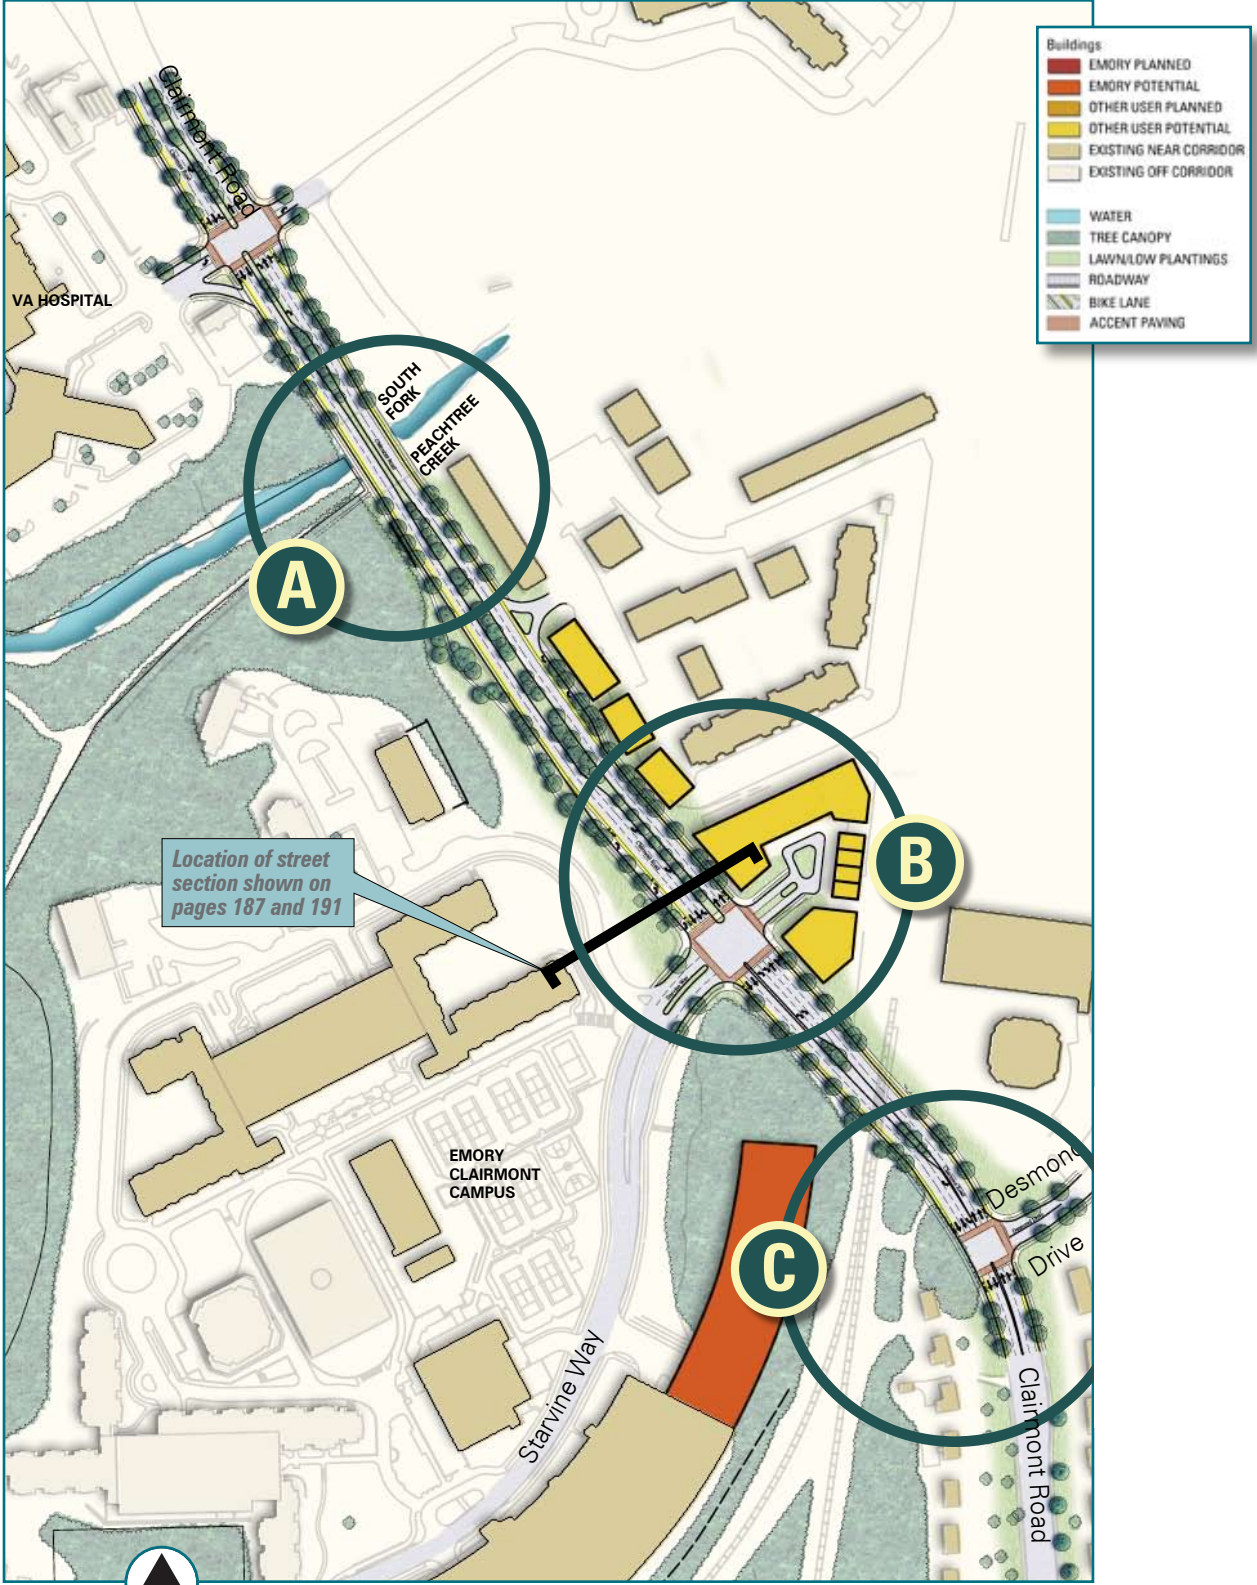 Buildings
EMORY PLANNED
EMORY POTENTIAL
OTHER USER PLANNED
OTHER USER POTENTIAL
EXISTING NEAR CORRIDOR
EXISTING OFF CORRIDOR
WATER
TREE CANOPY
LAWN/LOW PLANTINGS
ROADWAY
BIKE LANE
ACCENT PAVING
Clairmont Road
VA HOSPITAL
SOUTH
FORK
PEACHTREE
CREEK
A
B
Location of street
section shown on
pages 187 and 191
EMORY
CLAIRMONT
CAMPUS
C
Desmond
Drive
Starvine Way
Clairmont Road